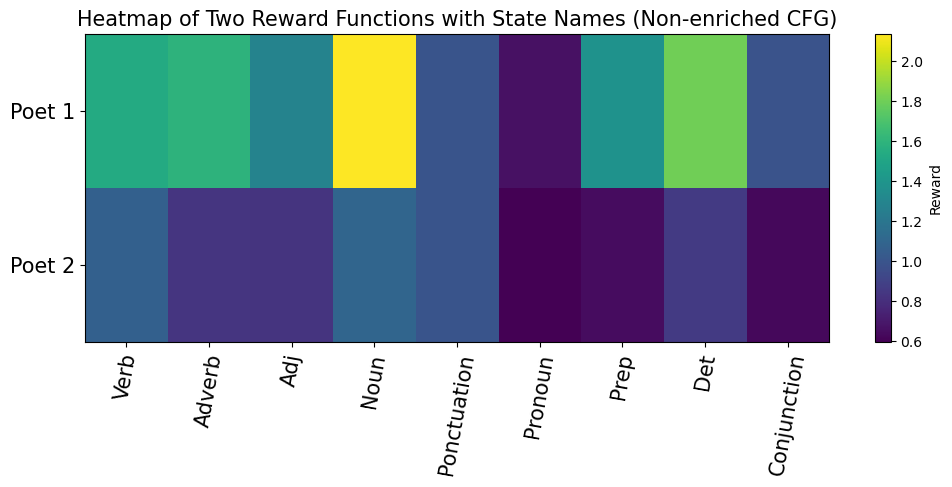 Heatmap of Two Reward Functions with State Names (Non-enriched CFG)
Poet 1
Poet 2
Verb
Adverb
Adj
Noun
Ponctuation
Pronoun
Prep
Det
Conjunction
2.0
1.8
1.6
1.4
1.2
1.0
0.8
0.6
Reward